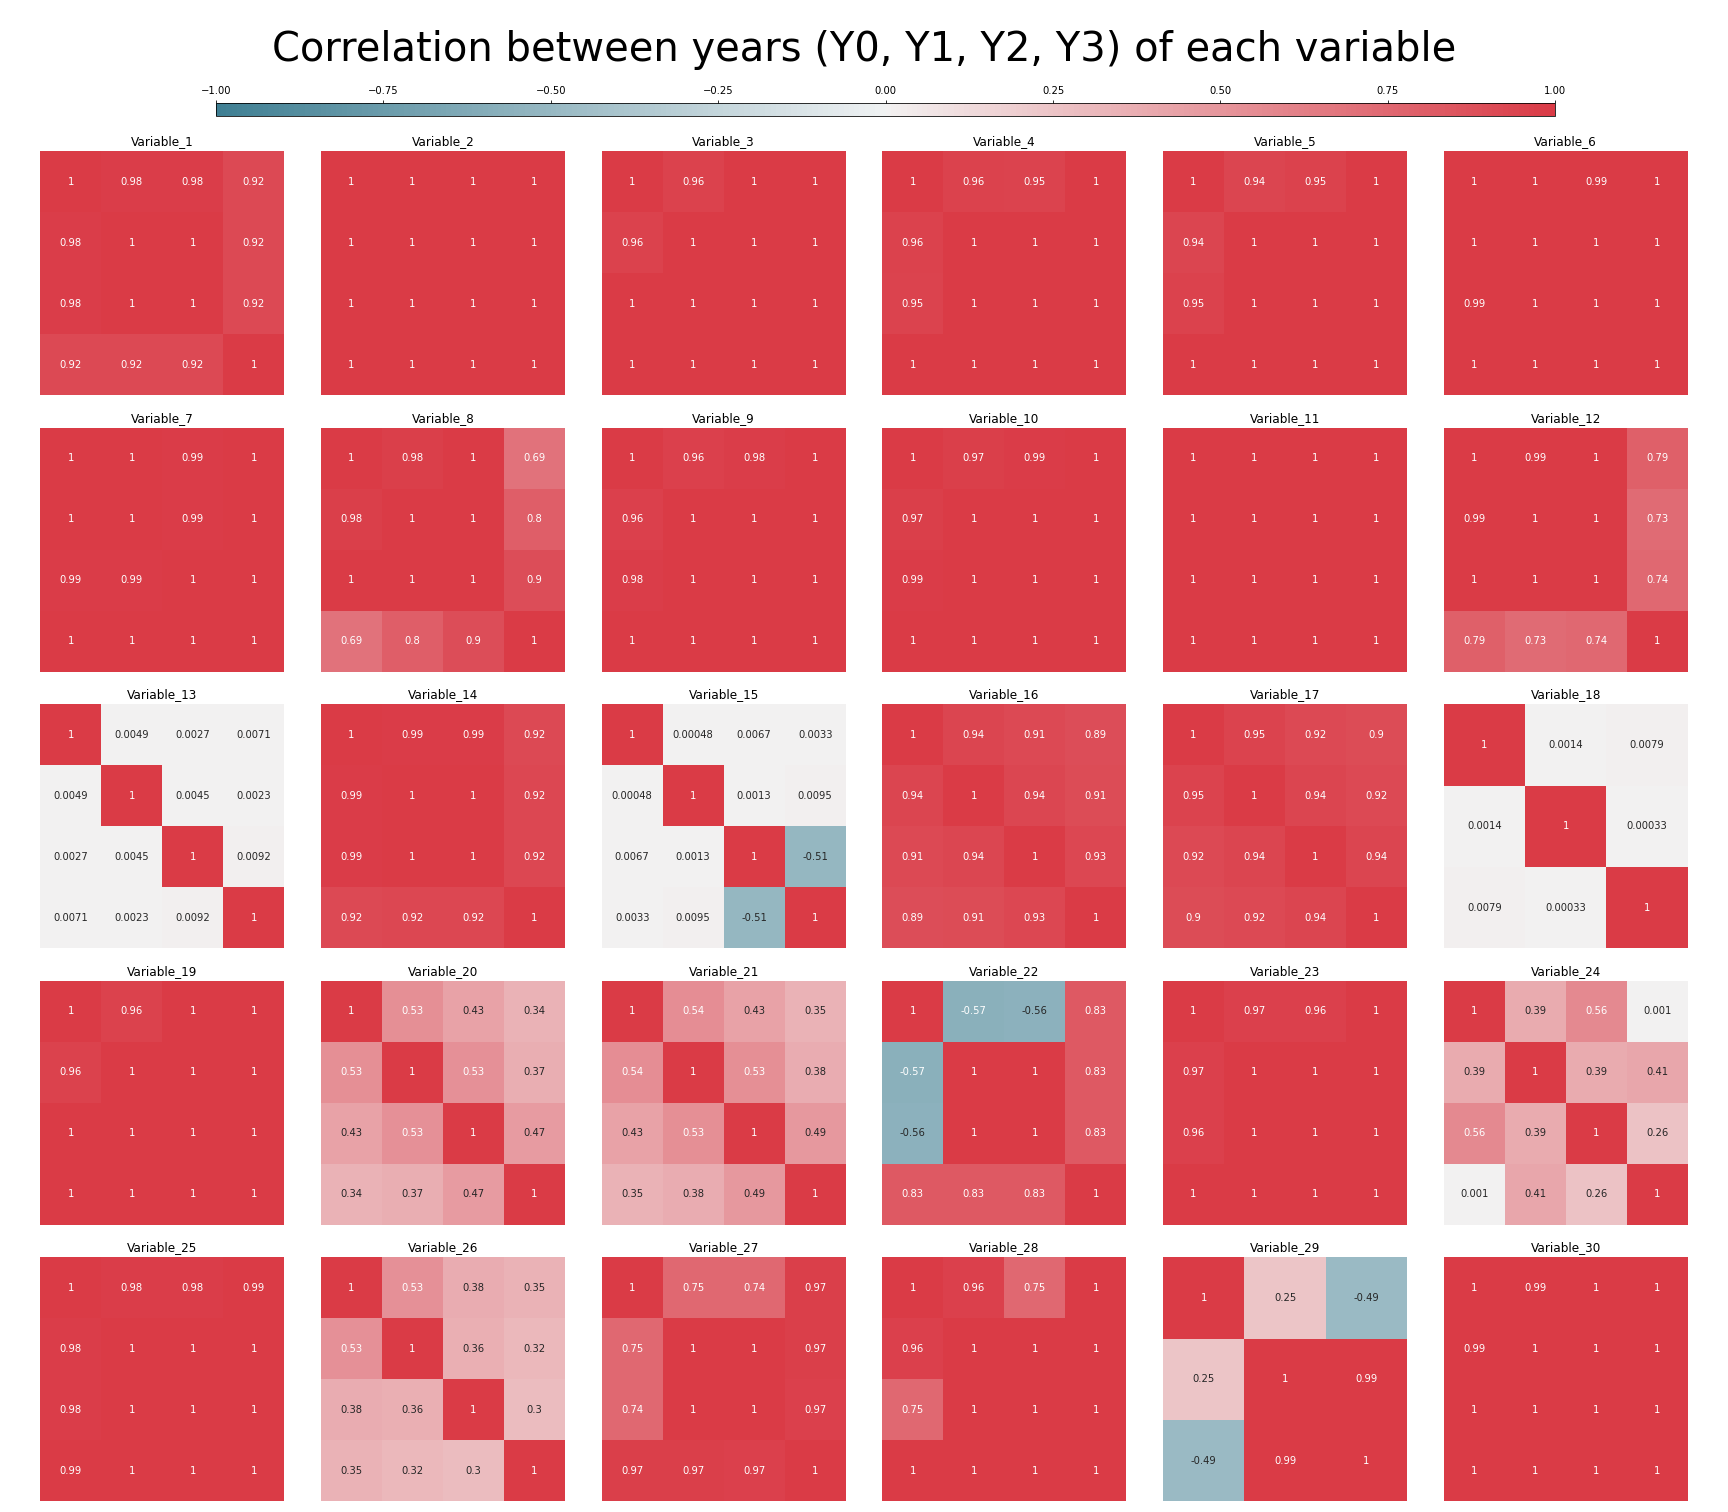 Correlation between years (Y0, Y1, Y2, Y3) of each variable
−1.00 −0.75 −0.50 −0.25 0.00 0.25 0.50 0.75 1.00
Variable_1 Variable_2 Variable_3 Variable_4 Variable_5 Variable_6
1 0.98 0.98 0.92 1 1 1 1 1 0.96 1 1 1 0.96 0.95 1 1 0.94 0.95 1 1 1 0.99 1
0.98 1 1 0.92 1 1 1 1 0.96 1 1 1 0.96 1 1 1 0.94 1 1 1 1 1 1 1
0.98 1 1 0.92 1 1 1 1 1 1 1 1 0.95 1 1 1 0.95 1 1 1 0.99 1 1 1
0.92 0.92 0.92 1 1 1 1 1 1 1 1 1 1 1 1 1 1 1 1 1 1 1 1 1
Variable_7 Variable_8 Variable_9 Variable_10 Variable_11 Variable_12
1 1 0.99 1 1 0.98 1 0.69 1 0.96 0.98 1 1 0.97 0.99 1 1 1 1 1 1 0.99 1 0.79
1 1 0.99 1 0.98 1 1 0.8 0.96 1 1 1 0.97 1 1 1 1 1 1 1 0.99 1 1 0.73
0.99 0.99 1 1 1 1 1 0.9 0.98 1 1 1 0.99 1 1 1 1 1 1 1 1 1 1 0.74
1 1 1 1 0.69 0.8 0.9 1 1 1 1 1 1 1 1 1 1 1 1 1 0.79 0.73 0.74 1
Variable_13 Variable_14 Variable_15 Variable_16 Variable_17 Variable_18
1 0.0049 0.0027 0.0071 1 0.99 0.99 0.92 1 0.00048 0.0067 0.0033 1 0.94 0.91 0.89 1 0.95 0.92 0.9 1 0.0014 0.0079
0.0049 1 0.0045 0.0023 0.99 1 1 0.92 0.00048 1 0.0013 0.0095 0.94 1 0.94 0.91 0.95 1 0.94 0.92 0.0014 1 0.00033
0.0027 0.0045 1 0.0092 0.99 1 1 0.92 0.0067 0.0013 1 -0.51 0.91 0.94 1 0.93 0.92 0.94 1 0.94 0.0079 0.00033 1
0.0071 0.0023 0.0092 1 0.92 0.92 0.92 1 0.0033 0.0095 -0.51 1 0.89 0.91 0.93 1 0.9 0.92 0.94 1
Variable_19 Variable_20 Variable_21 Variable_22 Variable_23 Variable_24
1 0.96 1 1 1 0.53 0.43 0.34 1 0.54 0.43 0.35 1 -0.57 -0.56 0.83 1 0.97 0.96 1 1 0.39 0.56 0.001
0.96 1 1 1 0.53 1 0.53 0.37 0.54 1 0.53 0.38 -0.57 1 1 0.83 0.97 1 1 1 0.39 1 0.39 0.41
1 1 1 1 0.43 0.53 1 0.47 0.43 0.53 1 0.49 -0.56 1 1 0.83 0.96 1 1 1 0.56 0.39 1 0.26
1 1 1 1 0.34 0.37 0.47 1 0.35 0.38 0.49 1 0.83 0.83 0.83 1 1 1 1 1 0.001 0.41 0.26 1
Variable_25 Variable_26 Variable_27 Variable_28 Variable_29 Variable_30
1 0.98 0.98 0.99 1 0.53 0.38 0.35 1 0.75 0.74 0.97 1 0.96 0.75 1 1 0.25 -0.49 1 0.99 1 1
0.98 1 1 1 0.53 1 0.36 0.32 0.75 1 1 0.97 0.96 1 1 1 0.25 1 0.99 0.99 1 1 1
0.98 1 1 1 0.38 0.36 1 0.3 0.74 1 1 0.97 0.75 1 1 1 -0.49 0.99 1 1 1 1 1
0.99 1 1 1 0.35 0.32 0.3 1 0.97 0.97 0.97 1 1 1 1 1 1 1 1 1